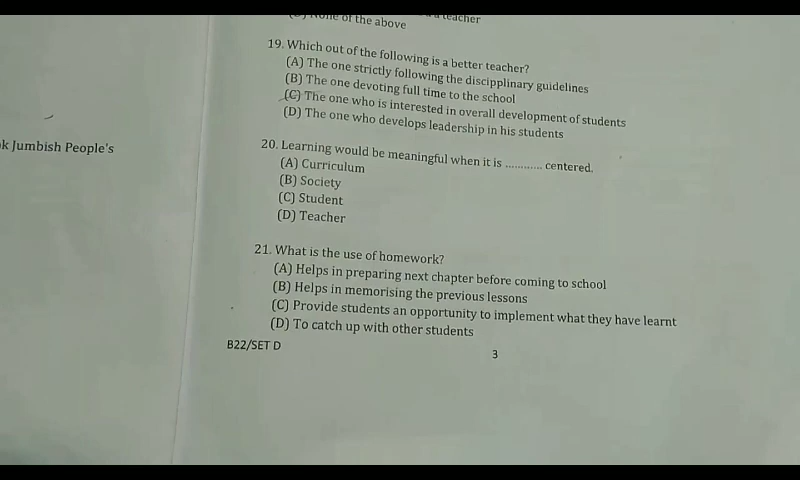 None of the above
teacher
19. Which out of the following is a better teacher?
(A) The one strictly following the discipplinary guidelines
(B) The one devoting full time to the school
(C) The one who is interested in overall development of students
(D) The one who develops leadership in his students
k Jumbish People's
20. Learning would be meaningful when it is ............ centered.
(A) Curriculum
(B) Society
(C) Student
(D) Teacher
21. What is the use of homework?
(A) Helps in preparing next chapter before coming to school
(B) Helps in memorising the previous lessons
(C) Provide students an opportunity to implement what they have learnt
(D) To catch up with other students
B22/SET D
3